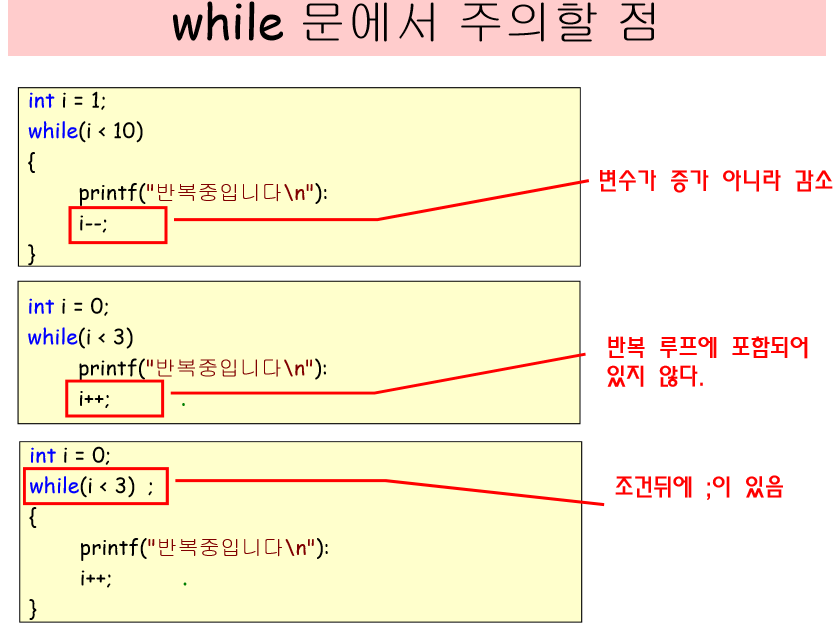 while 문에서 주의할 점
int i = 1;
while(i < 10)
{
printf("반복중입니다\n"):
i--;
}
변수가 증가 아니라 감소
int i = 0;
while(i < 3)
printf("반복중입니다\n"):
i++; .
반복 루프에 포함되어
있지 않다.
int i = 0;
while(i < 3) ;
{
printf("반복중입니다\n"):
i++; .
}
조건뒤에 ;이 있음